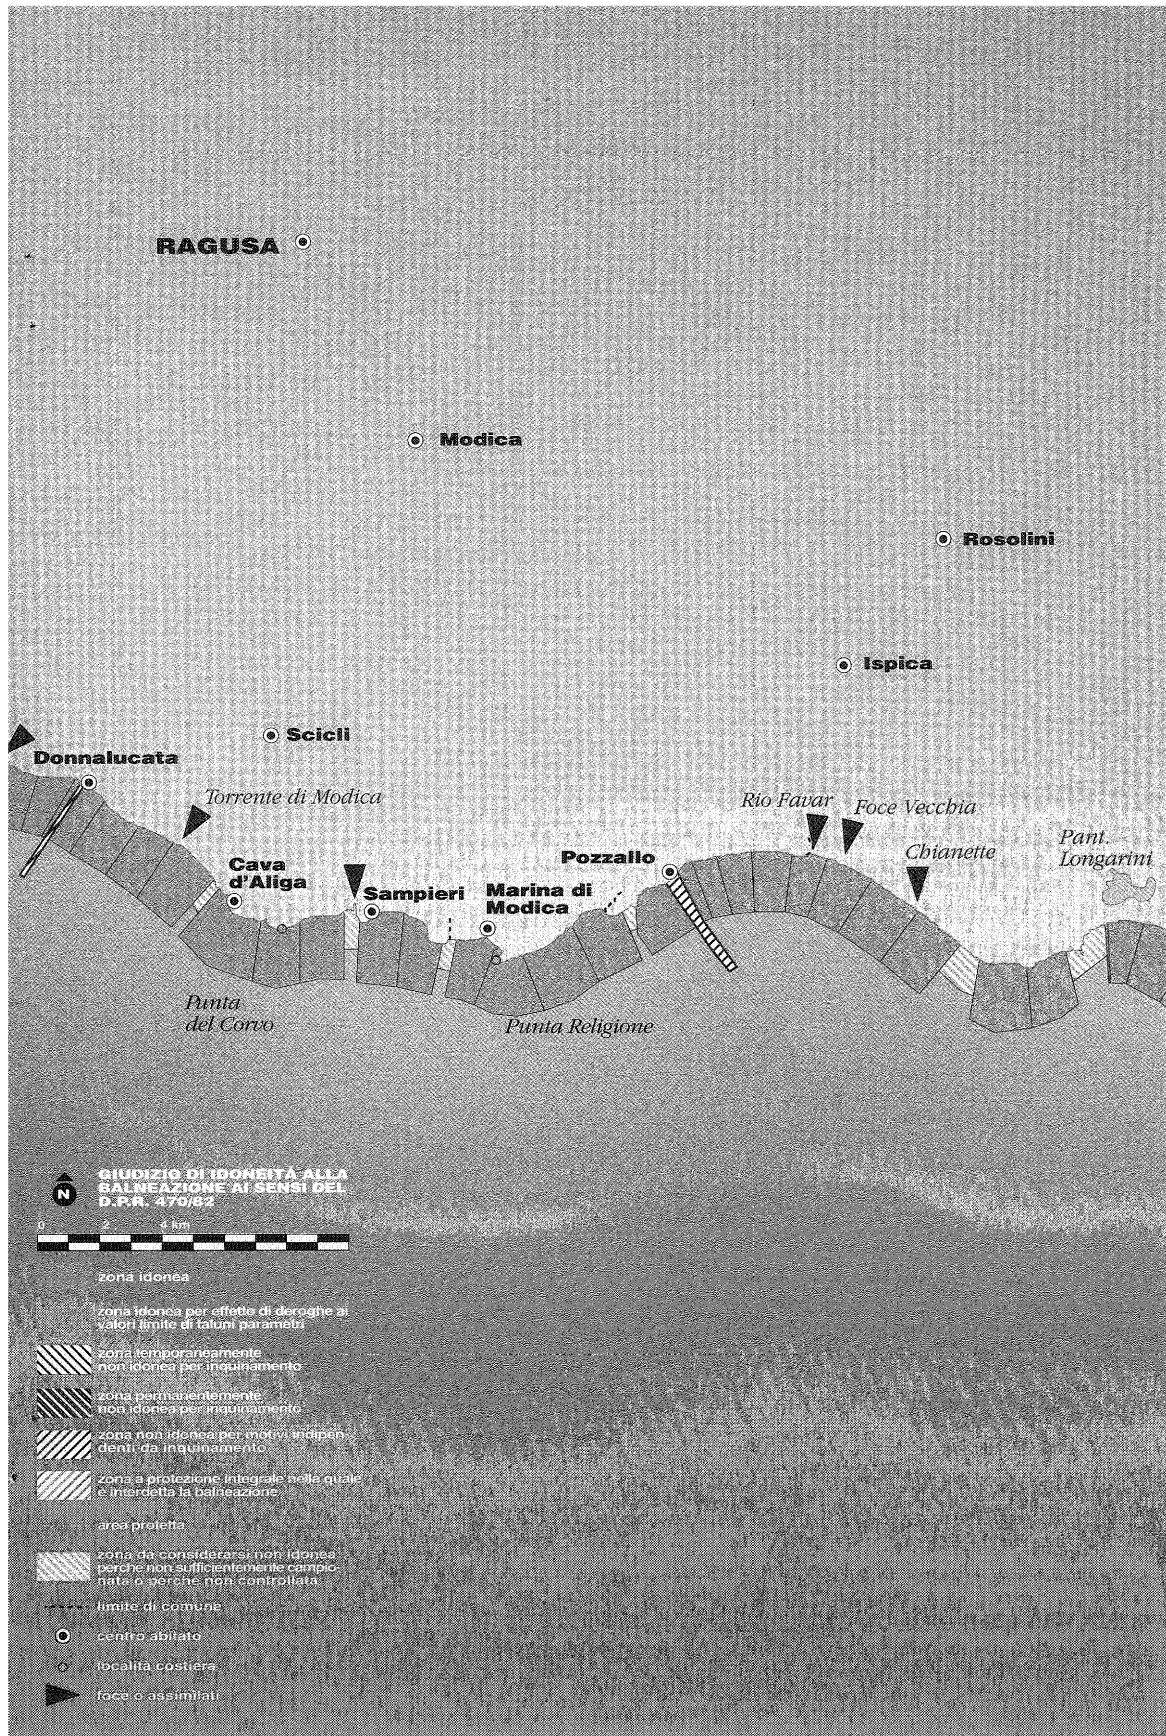 RAGUSA
Modica
Rosolini
Ispica
Scicli
Donnalucata
Torrente di Modica
Rio Favar
Foce Vecchia
Pant.
Longarini
Chianette
Pozzallo
Cava
d'Aliga
Sampieri
Marina di
Modica
Punta
del Corvo
Punta Religione
GIUDIZIO DI IDONEITÀ ALLA
BALNEAZIONE AI SENSI DEL
D.P.R. 470/82
N
0 2 4 km
zona idonea
zona idonea per effetto di deroghe ai
valori limite di taluni parametri
zona temporaneamente
non idonea per inquinamento
zona permanentemente
non idonea per inquinamento
zona non idonea per motivi indipen-
denti da inquinamento
zona a protezione integrale nella quale
e interdetta la balneazione
area protetta
zona da considerarsi non idonea
perche non sufficientemente campio-
nata o perche non controllata
limite di comune
centro abitato
località costiera
foce o assimilati